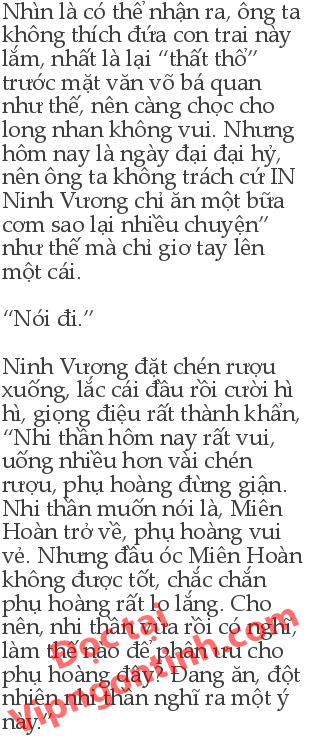 Nhìn là có thể nhận ra, ông ta
không thích đứa con trai này
lắm, nhất là lại “thất thổ”
trước mặt văn võ bá quan
như thế, nên càng chọc cho
long nhan không vui. Nhưng
hôm nay là ngày đại đại hỷ,
nên ông ta không trách cứ IN
Ninh Vương chỉ ăn một bữa
cơm sao lại nhiều chuyện”
như thế mà chỉ giơ tay lên
một cái.
“Nói đi.”
Ninh Vương đặt chén rượu
xuống, lắc cái đầu rồi cười hì
hì, giọng điệu rất thành khẩn,
“Nhi thần hôm nay rất vui,
uống nhiều hơn vài chén
rượu, phụ hoàng đừng giận.
Nhi thần muốn nói là, Miên
Hoàn trở về, phụ hoàng vui
vẻ. Nhưng đầu óc Miên Hoàn
không được tốt, chắc chắn
phụ hoàng rất lo lắng. Cho
nên, nhi thần vừa rồi có nghĩ,
làm thế nào để phân ưu cho
phụ hoàng đây? Đang ăn, đột
nhiên nhi thần nghĩ ra một ý
này.”
Đọc tại
Vipngontinh.com